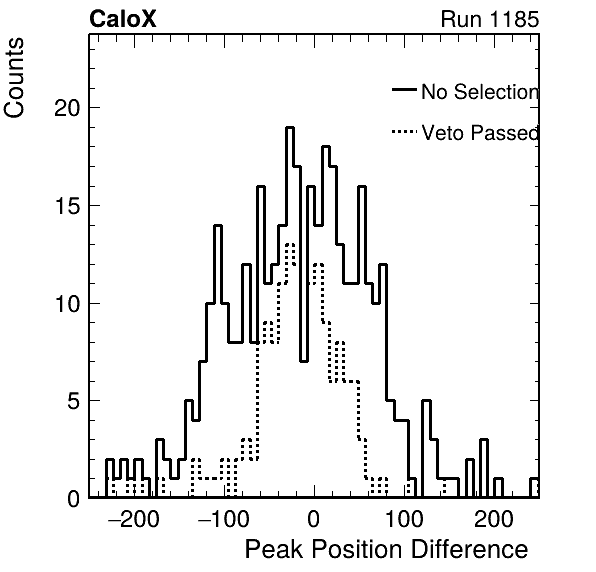 CaloX Run 1185
Counts
No Selection
Veto Passed
20
15
10
5
0
−200 −100 0 100 200
Peak Position Difference